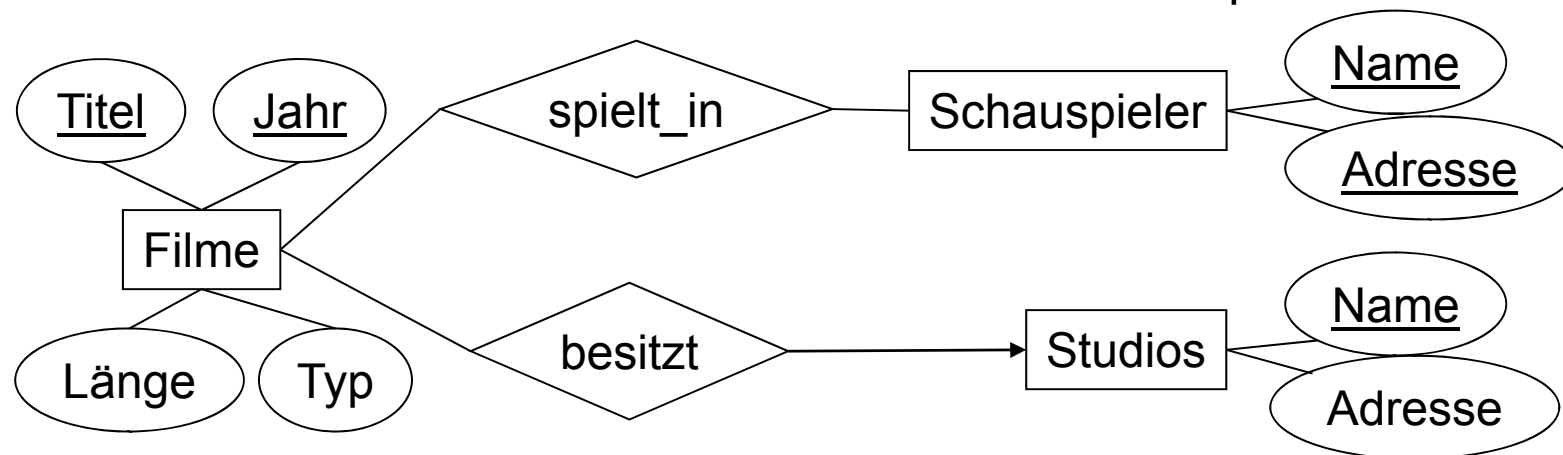 Titel
Jahr
Filme
Länge
Typ
spielt_in
besitzt
Schauspieler
Name
Adresse
Studios
Name
Adresse